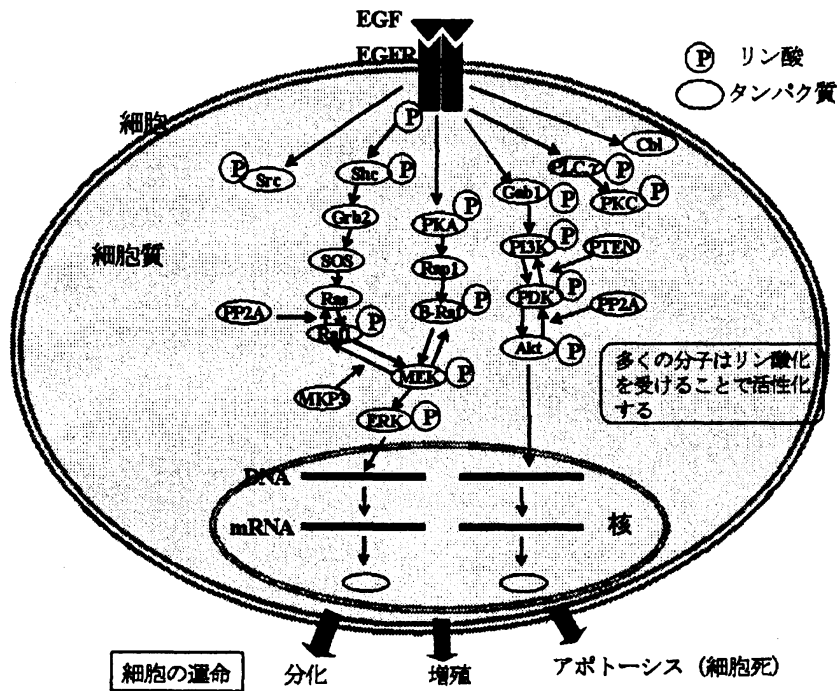 EGF
EGFR
P リン酸
タンパク質
細胞
P
Cbl
P Src
Shc P
PLC-γ P
Gab1 P
PKC P
Grb2
PKA P
細胞質
PI3K P
PTEN
SOS
Rap1
Ras
PDK P
PP2A
B-Raf P
PP2A
Raf1 P
Akt P
MEK P
多くの分子はリン酸化
を受けることで活性化
する
MKP3
ERK P
DNA
mRNA
核
細胞の運命
分化
増殖
アポトーシス（細胞死）